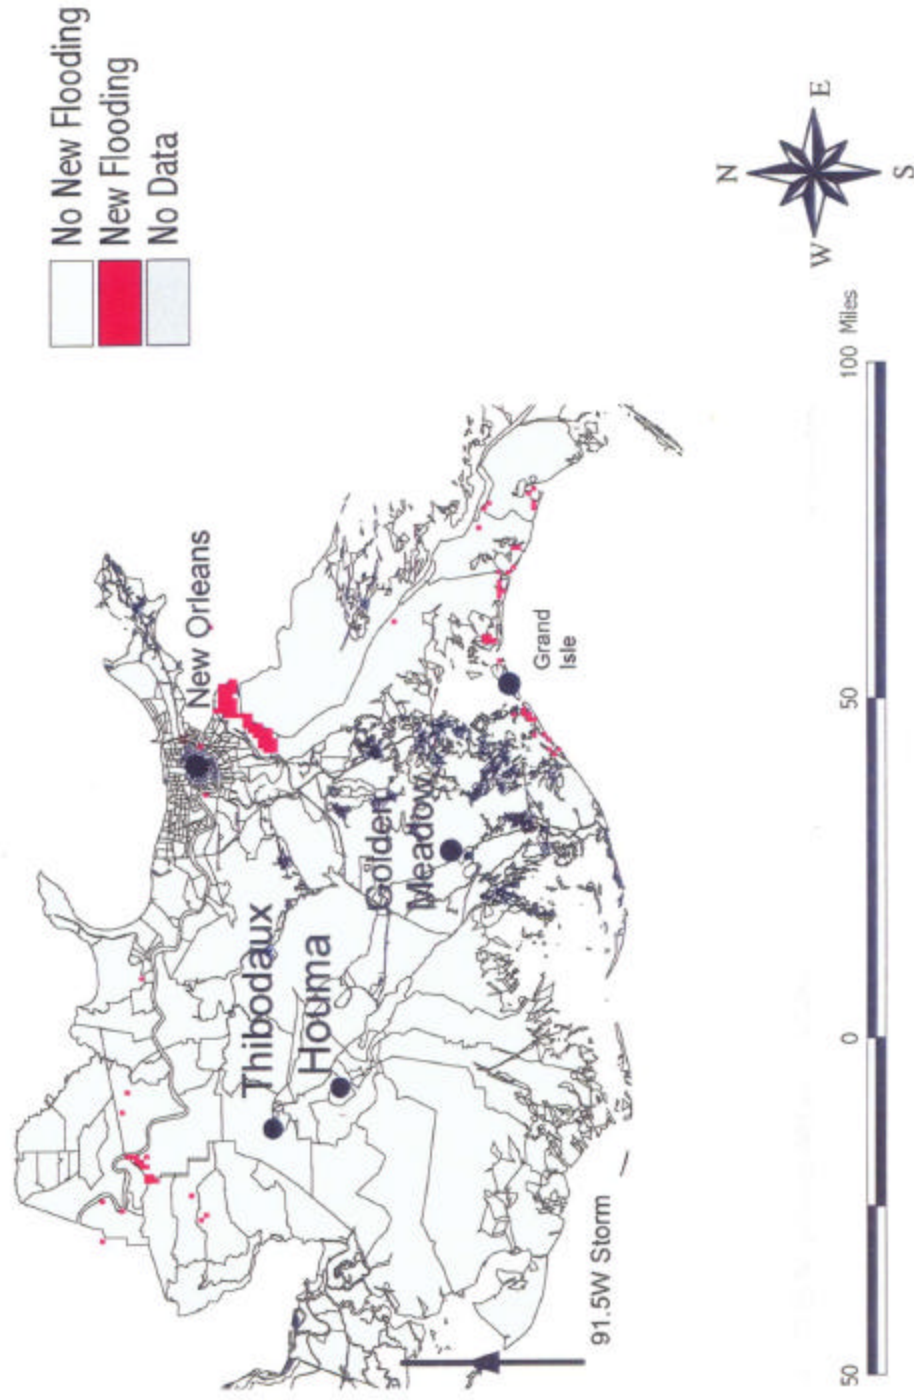 No New Flooding
New Flooding
No Data
New Orleans
Thibodaux
Houma
Golden
Meadow
Grand
Isle
91.5W Storm
N
W
E
S
50
0
50
100 Miles